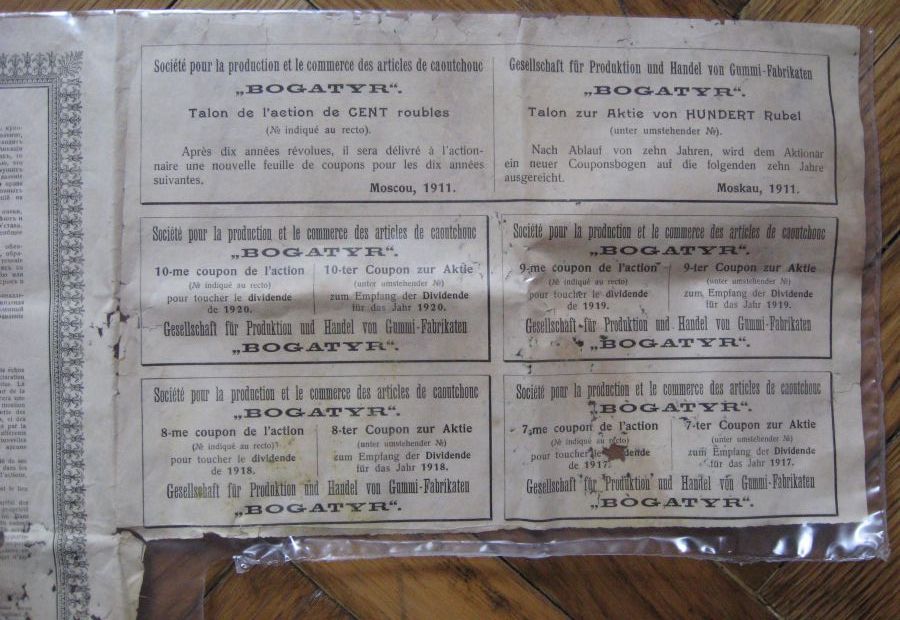 Société pour la production et le commerce des articles de caoutchouc
„BOGATYR“.
Talon de l'action de CENT roubles
(№ indiqué au recto).
Après dix années révolues, il sera délivré à l'action-
naire une nouvelle feuille de coupons pour les dix années
suivantes.
Moscou, 1911.
Gesellschaft für Produktion und Handel von Gummi-Fabrikaten
„BOGATYR“.
Talon zur Aktie von HUNDERT Rubel
(unter umstehender №).
Nach Ablauf von zehn Jahren, wird dem Aktionär
ein neuer Couponsbogen auf die folgenden zehn Jahre
ausgereicht.
Moskau, 1911.
Société pour la production et le commerce des articles de caoutchouc
„BOGATYR“.
10-me coupon de l'action
(№ indiqué au recto)
pour toucher le dividende
de 1920.
10-ter Coupon zur Aktie
(unter umstehender №)
zum Empfang der Dividende
für das Jahr 1920.
Gesellschaft für Produktion und Handel von Gummi-Fabrikaten
„BOGATYR“.
Société pour la production et le commerce des articles de caoutchouc
„BOGATYR“.
9-me coupon de l'action
(№ indiqué au recto)
pour toucher le dividende
de 1919.
9-ter Coupon zur Aktie
(unter umstehender №)
zum Empfang der Dividende
für das Jahr 1919.
Gesellschaft für Produktion und Handel von Gummi-Fabrikaten
„BOGATYR“.
Société pour la production et le commerce des articles de caoutchouc
„BOGATYR“.
8-me coupon de l'action
(№ indiqué au recto)
pour toucher le dividende
de 1918.
8-ter Coupon zur Aktie
(unter umstehender №)
zum Empfang der Dividende
für das Jahr 1918.
Gesellschaft für Produktion und Handel von Gummi-Fabrikaten
„BOGATYR“.
Société pour la production et le commerce des articles de caoutchouc
„BOGATYR“.
7-me coupon de l'action
(№ indiqué au recto)
pour toucher le
de 1917.
7-ter Coupon zur Aktie
(unter umstehender №)
zum Empfang der Dividende
für das Jahr 1917.
Gesellschaft für Produktion und Handel von Gummi-Fabrikaten
„BOGATYR“.